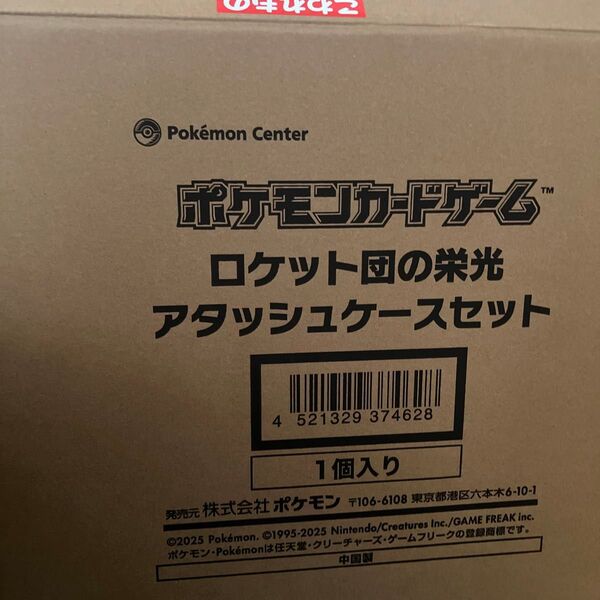 こわれもの
Pokémon Center
ポケモンカードゲーム™
ロケット団の栄光
アタッシュケースセット
4 521329 374628
1個入り
発売元 株式会社 ポケモン 〒106-6108 東京都港区六本木6-10-1
©2025 Pokémon. ©1995-2025 Nintendo/Creatures Inc./GAME FREAK inc.
ポケモン・Pokémonは任天堂・クリーチャーズ・ゲームフリークの登録商標です。
中国製